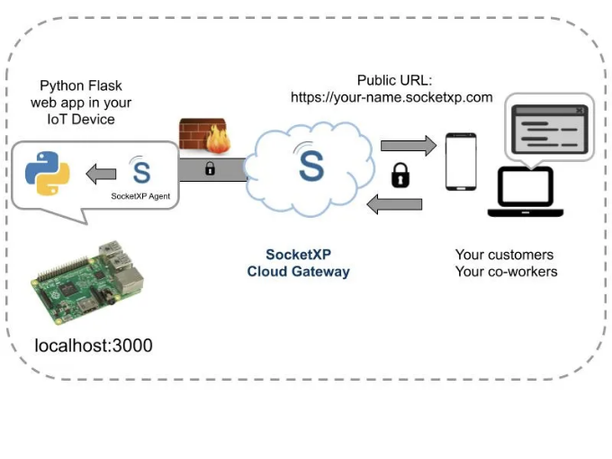 Python Flask
web app in your
IoT Device
Public URL:
https://your-name.socketxp.com
S
SocketXP Agent
S
SocketXP
Cloud Gateway
Your customers
Your co-workers
localhost:3000